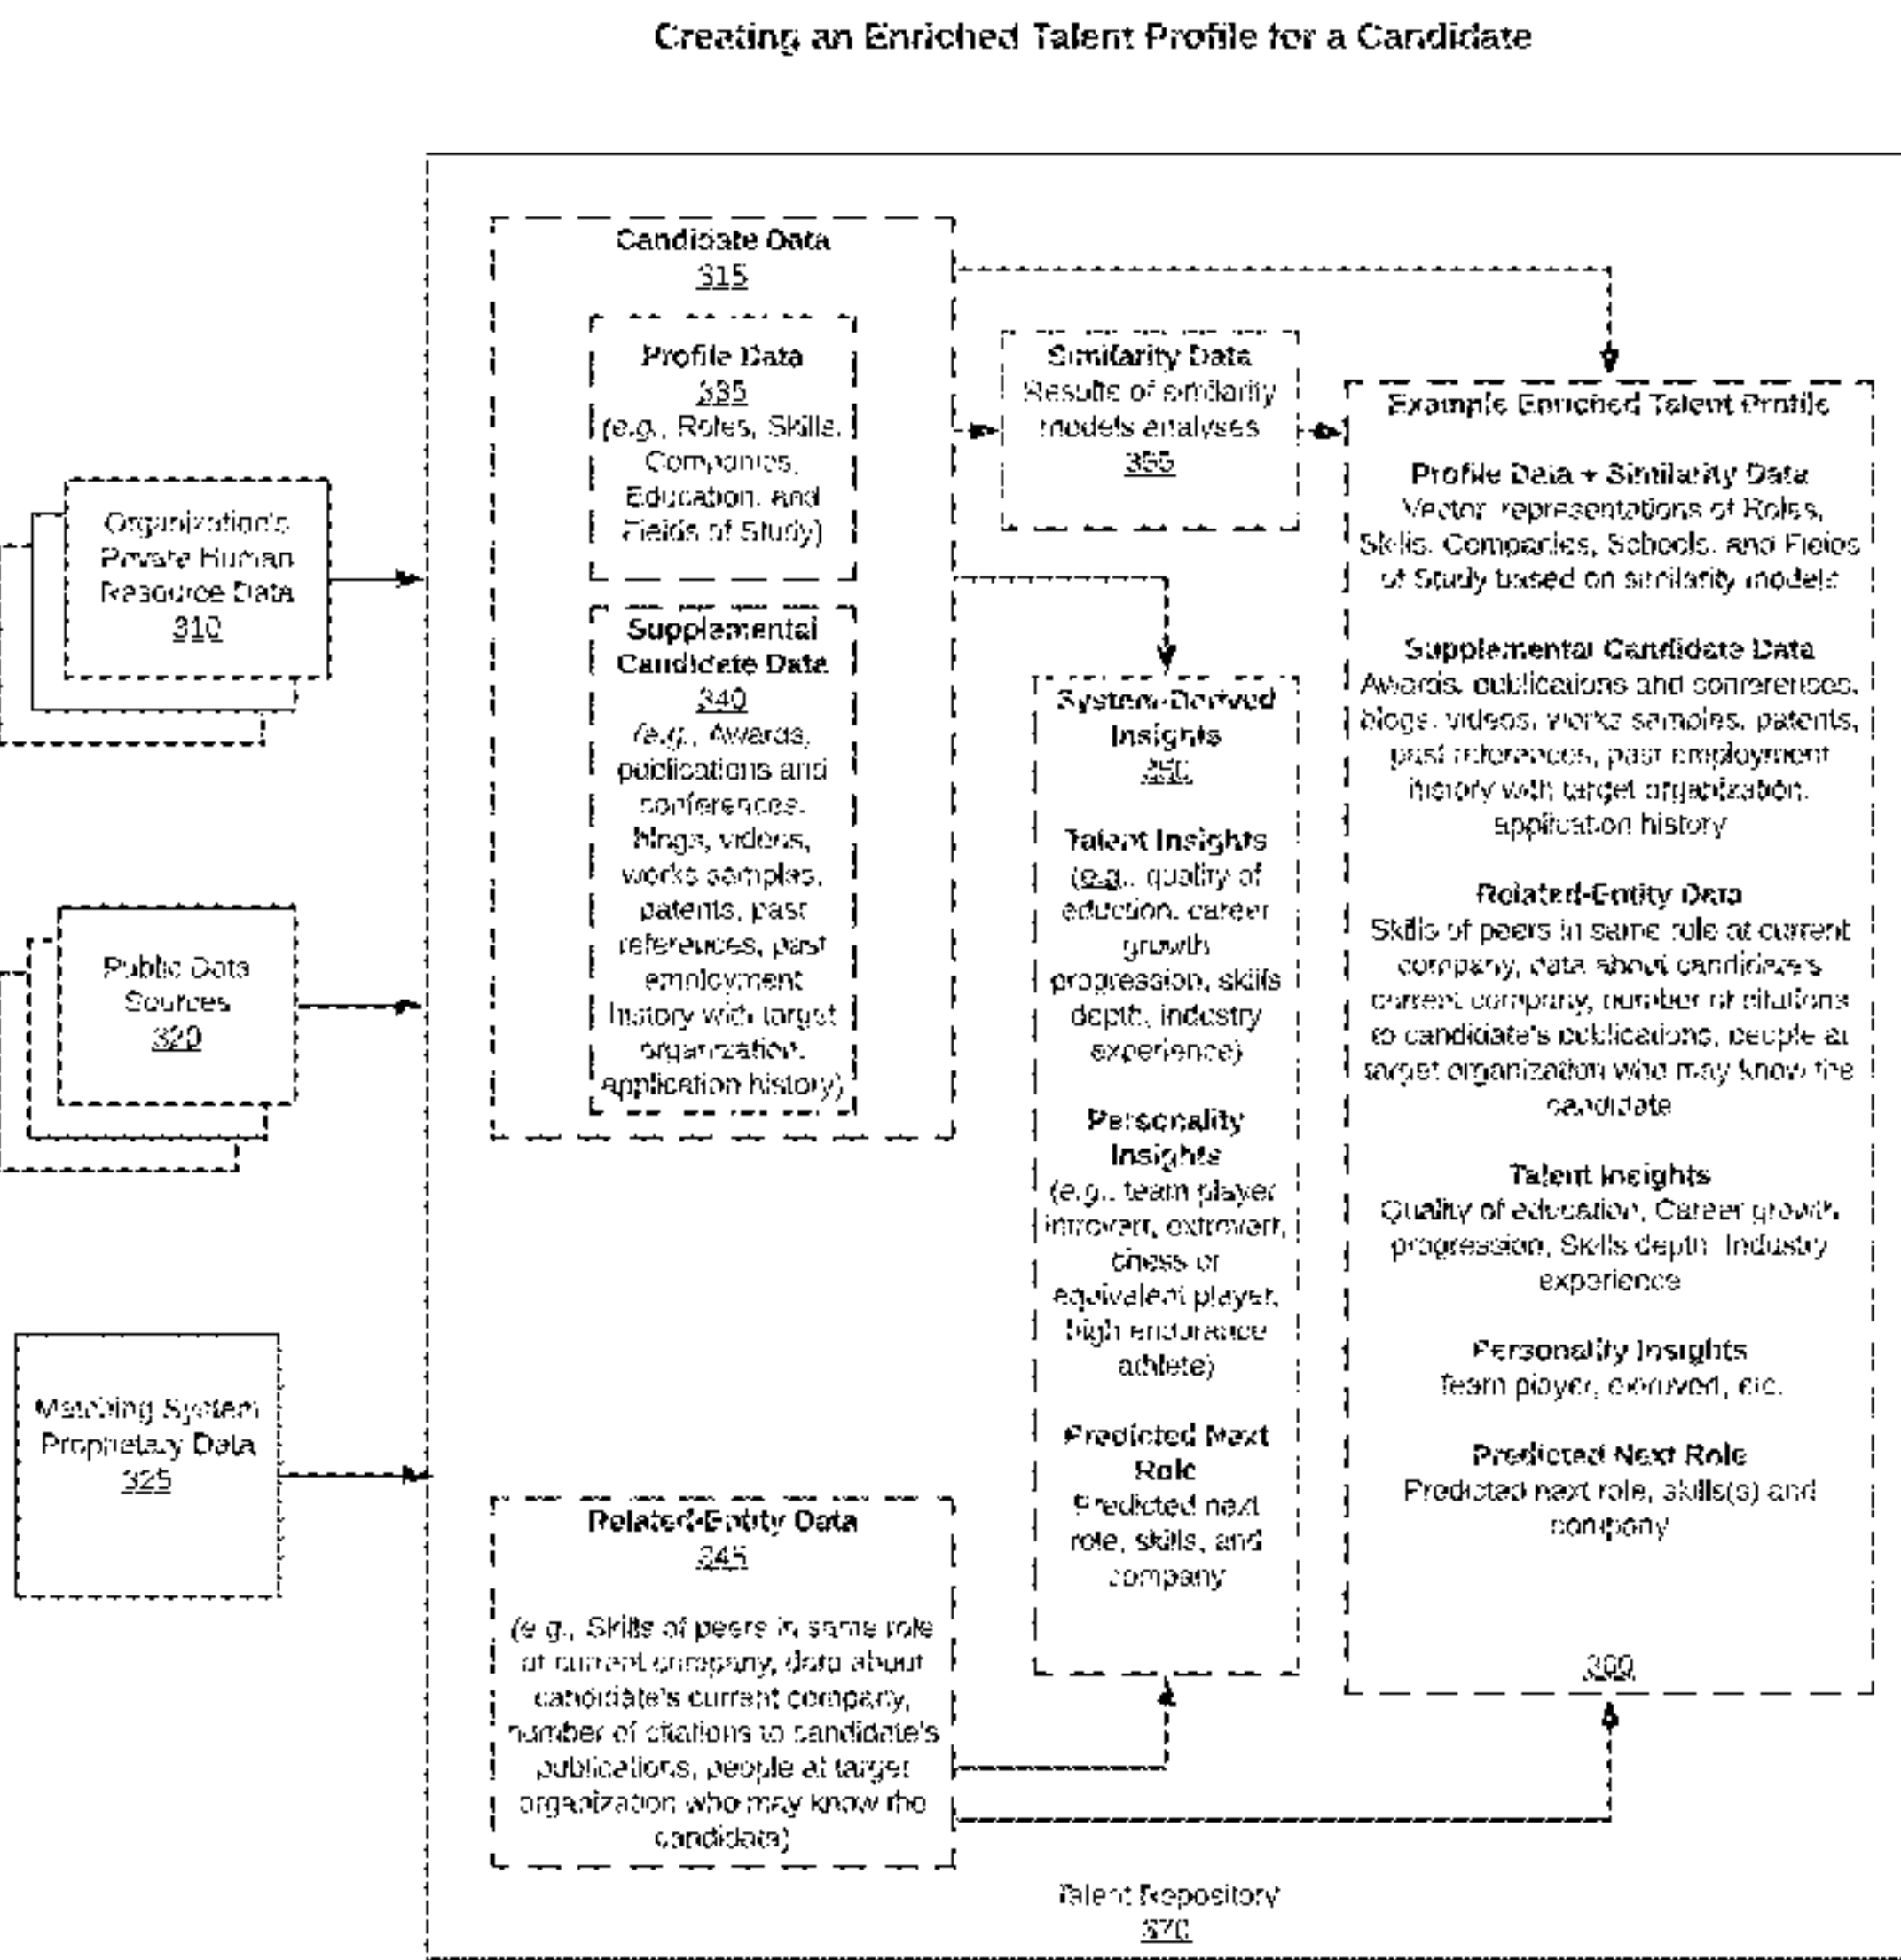 Creating an Enriched Talent Profile for a Candidate
Organization's
Private Human
Resource Data
310
Public Data
Sources
320
Matching System
Proprietary Data
325
Candidate Data
315
Profile Data
335
(e.g., Roles, Skills,
Companies,
Education, and
Fields of Study)
Supplemental
Candidate Data
340
(e.g., Awards,
publications and
conferences,
blogs, videos,
works samples,
patents, past
references, past
employment
history with target
organization,
application history)
Related-Entity Data
345
(e.g., Skills of peers in same role
at current company, data about
candidate's current company,
number of citations to candidate's
publications, people at target
organization who may know the
candidate)
Similarity Data
Results of similarity
models analyses
355
System-Derived
Insights
Talent Insights
(e.g., quality of
eduction, career
growth
progression, skills
depth, industry
experience)
Personality
Insights
(e.g., team player
introvert, extrovert,
chess or
equivalent player,
high endurance
athlete)
Predicted Next
Role
Predicted next
role, skills, and
company
Example Enriched Talent Profile
Profile Data + Similarity Data
Vector representations of Roles,
Skills, Companies, Schools, and Fields
of Study based on similarity models
Supplemental Candidate Data
Awards, publications and conferences,
blogs, videos, works samples, patents,
past references, past employment
history with target organization,
application history
Related-Entity Data
Skills of peers in same role at current
company, data about candidate's
current company, number of citations
to candidate's publications, people at
target organization who may know the
candidate
Talent Insights
Quality of education, Career growth
progression, Skills depth, Industry
experience
Personality Insights
Team player, extrovert, etc.
Predicted Next Role
Predicted next role, skills(s) and
company
360
Talent Repository
370